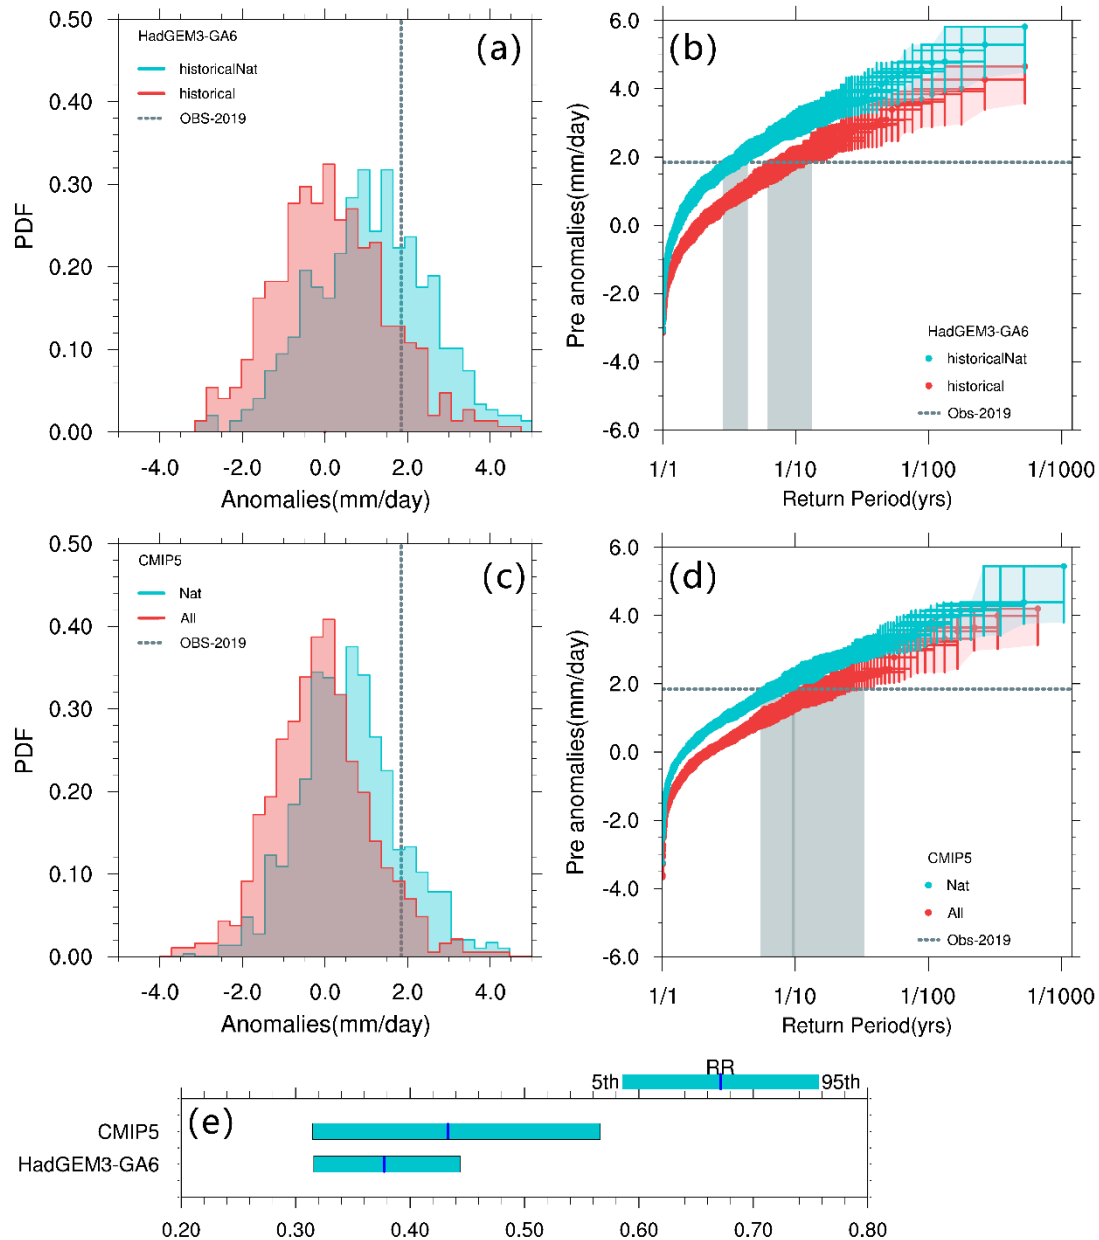 0.50
0.40
0.30
0.20
0.10
0.00
PDF
HadGEM3-GA6
historicalNat
historical
OBS-2019
(a)
-4.0 -2.0 0.0 2.0 4.0
Anomalies(mm/day)
6.0
4.0
2.0
0.0
-2.0
-4.0
-6.0
Pre anomalies(mm/day)
(b)
HadGEM3-GA6
historicalNat
historical
Obs-2019
1/1 1/10 1/100 1/1000
Return Period(yrs)
0.50
0.40
0.30
0.20
0.10
0.00
PDF
CMIP5
Nat
All
OBS-2019
(c)
-4.0 -2.0 0.0 2.0 4.0
Anomalies(mm/day)
6.0
4.0
2.0
0.0
-2.0
-4.0
-6.0
Pre anomalies(mm/day)
(d)
CMIP5
Nat
All
Obs-2019
1/1 1/10 1/100 1/1000
Return Period(yrs)
RR
5th 95th
(e)
CMIP5
HadGEM3-GA6
0.20 0.30 0.40 0.50 0.60 0.70 0.80